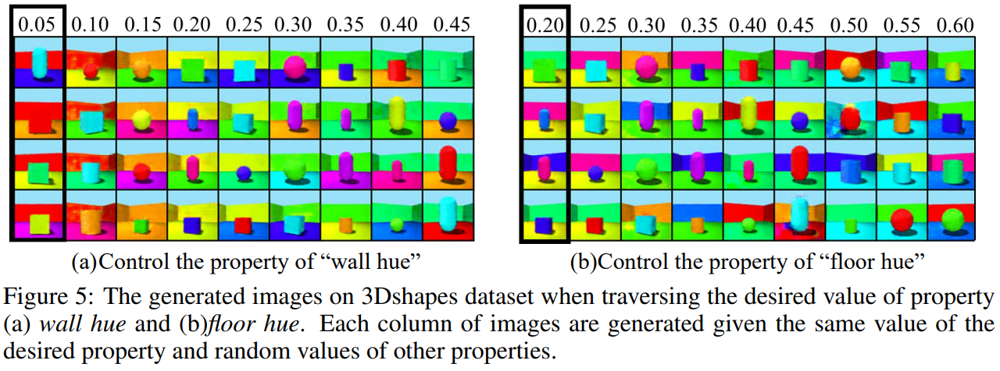 0.05 0.10 0.15 0.20 0.25 0.30 0.35 0.40 0.45
0.20 0.25 0.30 0.35 0.40 0.45 0.50 0.55 0.60
(a)Control the property of “wall hue”
(b)Control the property of “floor hue”
Figure 5: The generated images on 3Dshapes dataset when traversing the desired value of property
(a) wall hue and (b)floor hue. Each column of images are generated given the same value of the
desired property and random values of other properties.